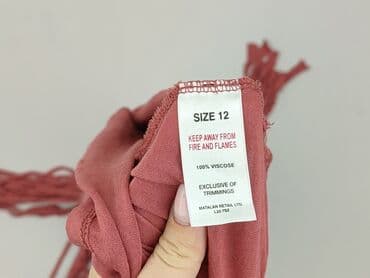 SIZE 12
KEEP AWAY FROM
FIRE AND FLAMES
100% VISCOSE
EXCLUSIVE OF
TRIMMINGS
MATALAN RETAIL LTD.